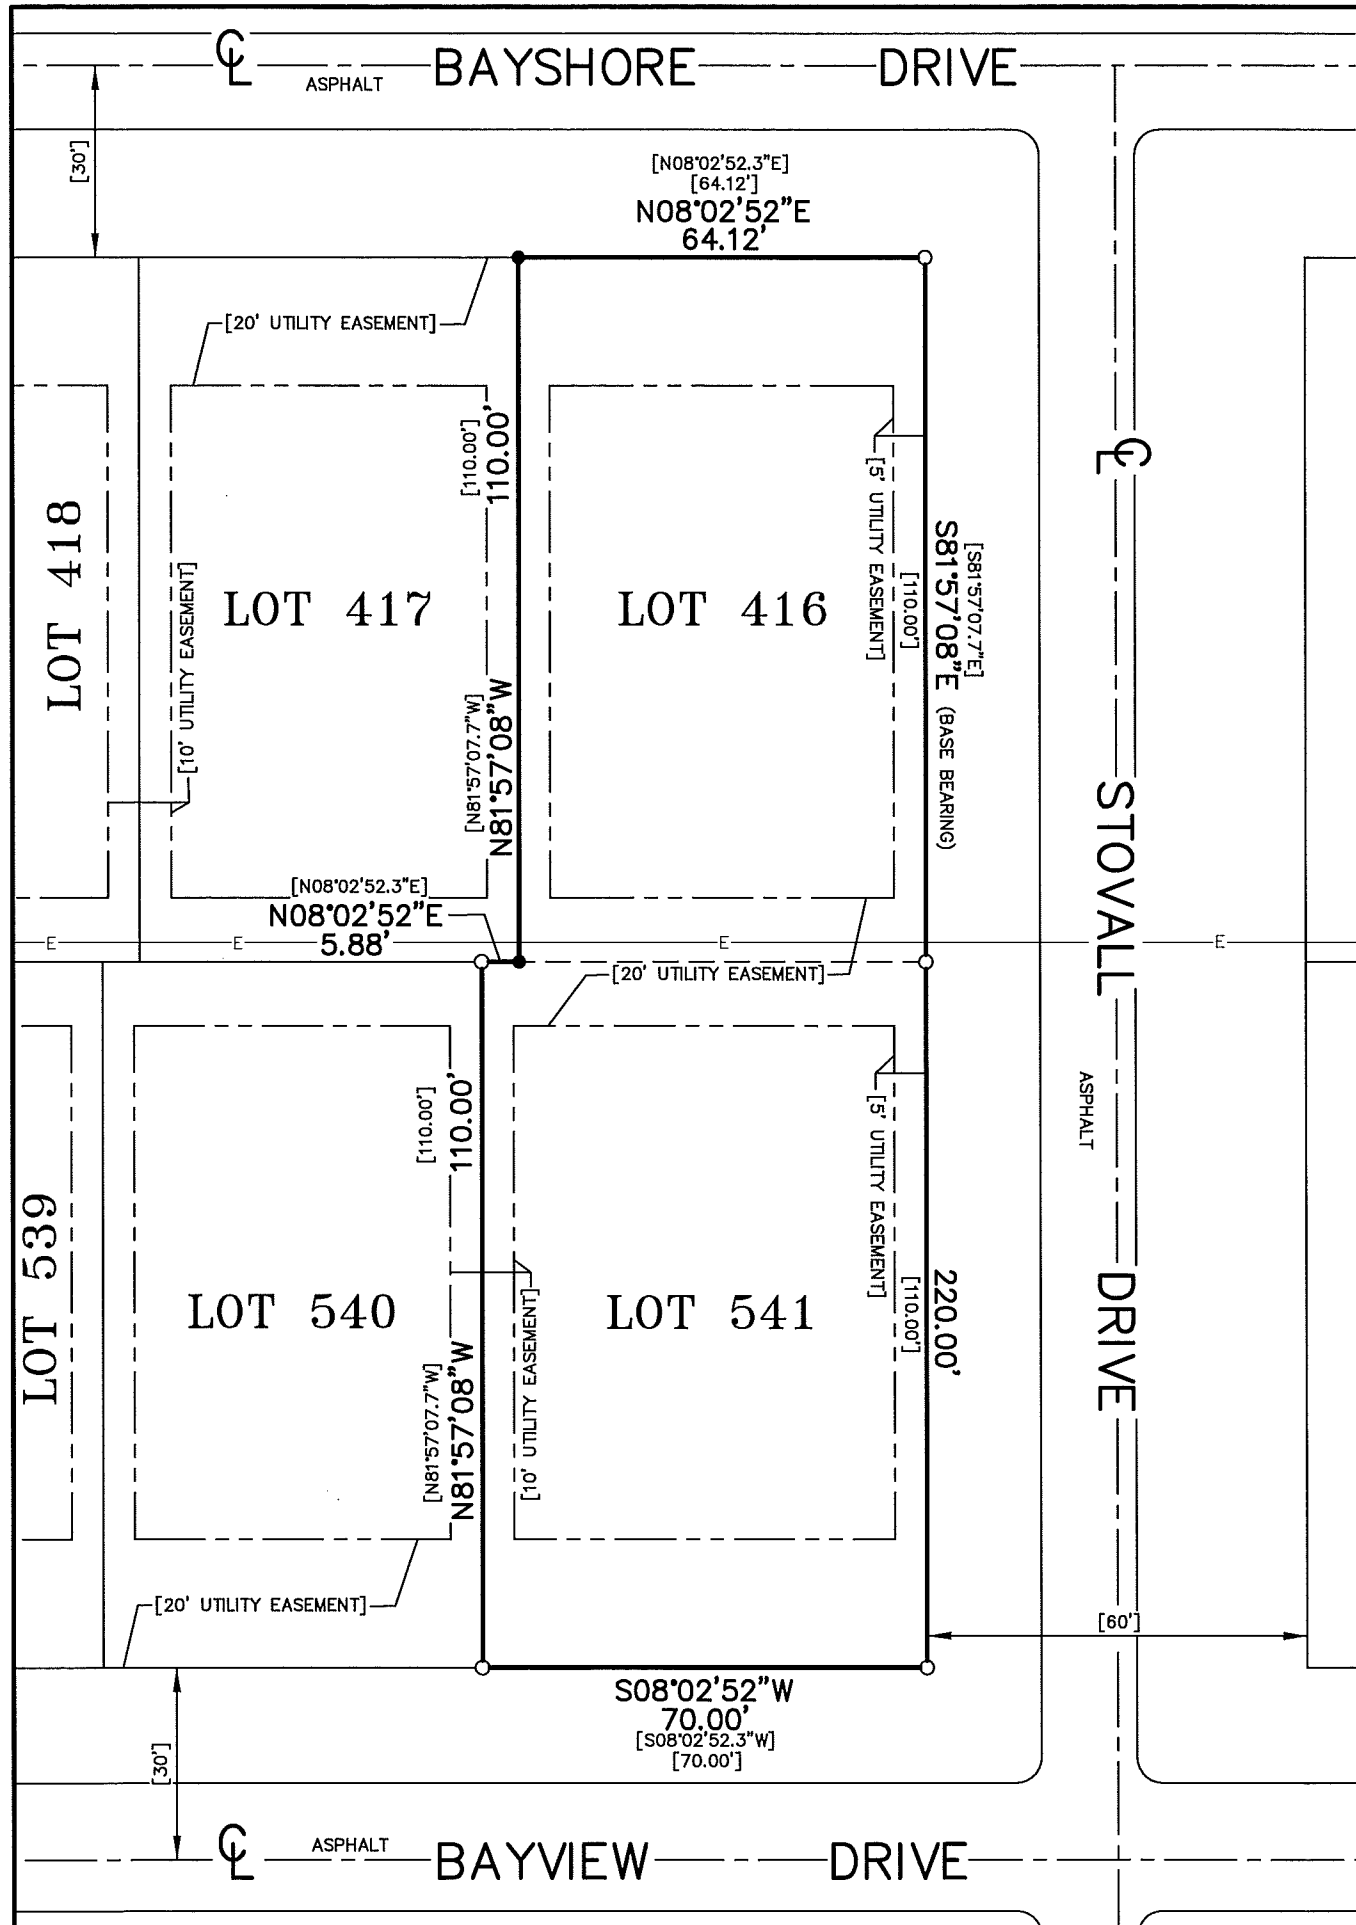 ℄ ASPHALT BAYSHORE DRIVE
[30']
[N08°02'52.3"E]
[64.12']
N08°02'52"E
64.12'
[20' UTILITY EASEMENT]
LOT 418
[10' UTILITY EASEMENT]
LOT 417
[110.00']
110.00'
[N81°57'07.7"W]
N81°57'08"W
LOT 416
[5' UTILITY EASEMENT]
[110.00']
S81°57'08"E (BASE BEARING)
[S81°57'07.7"E]
℄
STOVALL DRIVE
ASPHALT
[N08°02'52.3"E]
N08°02'52"E
5.88'
E E E E
[20' UTILITY EASEMENT]
LOT 539
LOT 540
[110.00']
110.00'
[N81°57'07.7"W]
N81°57'08"W
[10' UTILITY EASEMENT]
LOT 541
[5' UTILITY EASEMENT]
[110.00']
220.00'
[20' UTILITY EASEMENT]
[60']
S08°02'52"W
70.00'
[S08°02'52.3"W]
[70.00']
[30']
℄ ASPHALT BAYVIEW DRIVE